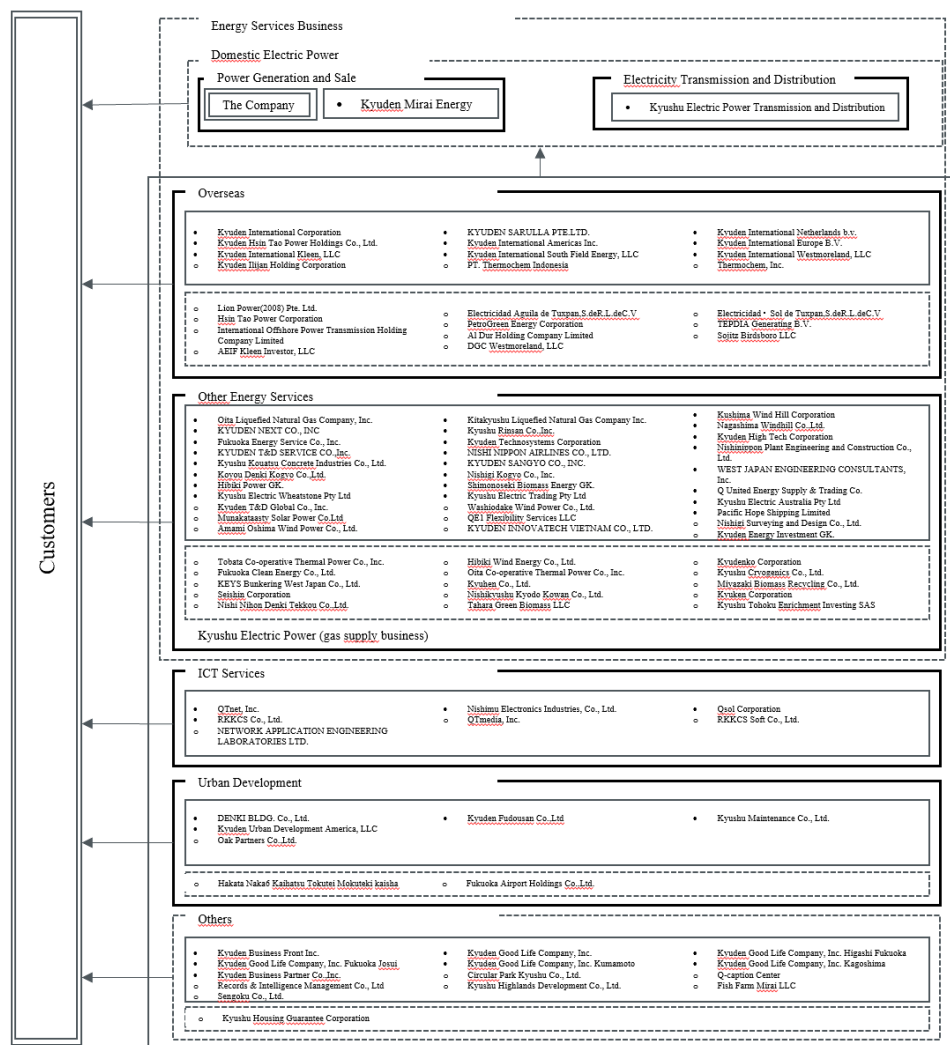 Energy Services Business
Domestic Electric Power
Power Generation and Sale
The Company
• Kyuden Mirai Energy
Electricity Transmission and Distribution
• Kyushu Electric Power Transmission and Distribution
Customers
Overseas
• Kyuden International Corporation
• Kyuden Hsin Tao Power Holdings Co., Ltd.
• Kyuden International Kleen, LLC
o Kyuden Ilijan Holding Corporation
• KYUDEN SARULLA PTE.LTD.
• Kyuden International Americas Inc.
• Kyuden International South Field Energy, LLC
o PT. Thermochem Indonesia
• Kyuden International Netherlands b.v.
• Kyuden International Europe B.V.
• Kyuden International Westmoreland, LLC
o Thermochem, Inc.
o Lion Power(2008) Pte. Ltd.
o Hsin Tao Power Corporation
o International Offshore Power Transmission Holding
Company Limited
o AEIF Kleen Investor, LLC
o Electricidad Aguila de Tuxpan,S.deR.L.deC.V
o PetroGreen Energy Corporation
o Al Dur Holding Company Limited
o DGC Westmoreland, LLC
o Electricidad・ Sol de Tuxpan,S.deR.L.deC.V
o TEPDIA Generating B.V.
o Sojitz Birdsboro LLC
Other Energy Services
• Oita Liquefied Natural Gas Company, Inc.
• KYUDEN NEXT CO., INC
• Fukuoka Energy Service Co., Inc.
• KYUDEN T&D SERVICE CO.,Inc.
• Kyushu Kouatsu Concrete Industries Co., Ltd.
• Koyou Denki Kogyo Co.,Ltd.
• Hibiki Power GK.
• Kyushu Electric Wheatstone Pty Ltd
• Kyuden T&D Global Co., Inc.
• Munakataasty Solar Power Co.Ltd
• Amami Oshima Wind Power Co., Ltd.
• Kitakyushu Liquefied Natural Gas Company Inc.
• Kyushu Rinsan Co.,Inc.
• Kyuden Technosystems Corporation
• NISHI NIPPON AIRLINES CO., LTD.
• KYUDEN SANGYO CO., INC.
• Nishigi Kogyo Co., Inc.
• Shimonoseki Biomass Energy GK.
• Kyushu Electric Trading Pty Ltd
• Washiodake Wind Power Co., Ltd.
o QE1 Flexibility Services LLC
o KYUDEN INNOVATECH VIETNAM CO., LTD.
• Kushima Wind Hill Corporation
• Nagashima Windhill Co.,Ltd.
• Kyuden High Tech Corporation
• Nishinippon Plant Engineering and Construction Co.,
Ltd.
• WEST JAPAN ENGINEERING CONSULTANTS,
Inc.
• Q United Energy Supply & Trading Co.
• Kyushu Electric Australia Pty Ltd
• Pacific Hope Shipping Limited
o Nishigi Surveying and Design Co., Ltd.
o Kyuden Energy Investment GK.
o Tobata Co-operative Thermal Power Co., Inc.
o Fukuoka Clean Energy Co., Ltd.
o KEYS Bunkering West Japan Co., Ltd.
o Seishin Corporation
o Nishi Nihon Denki Tekkou Co.,Ltd.
o Hibiki Wind Energy Co., Ltd.
o Oita Co-operative Thermal Power Co., Inc.
o Kyuhen Co., Ltd.
o Nishikyushu Kyodo Kowan Co., Ltd.
o Tahara Green Biomass LLC
o Kyudenko Corporation
o Kyushu Cryogenics Co., Ltd.
o Miyazaki Biomass Recycling Co., Ltd.
o Kyuken Corporation
o Kyushu Tohoku Enrichment Investing SAS
Kyushu Electric Power (gas supply business)
ICT Services
• QTnet, Inc.
• RKKCS Co., Ltd.
o NETWORK APPLICATION ENGINEERING
LABORATORIES LTD.
• Nishimu Electronics Industries, Co., Ltd.
o QTmedia, Inc.
• Qsol Corporation
o RKKCS Soft Co., Ltd.
Urban Development
• DENKI BLDG. Co., Ltd.
• Kyuden Urban Development America, LLC
o Oak Partners Co.,Ltd.
• Kyuden Fudousan Co.,Ltd
• Kyushu Maintenance Co., Ltd.
o Hakata Naka6 Kaihatsu Tokutei Mokuteki kaisha
o Fukuoka Airport Holdings Co.,Ltd.
Others
• Kyuden Business Front Inc.
• Kyuden Good Life Company, Inc. Fukuoka Josui
• Kyuden Business Partner Co.,Inc.
o Records & Intelligence Management Co., Ltd
o Sengoku Co., Ltd.
• Kyuden Good Life Company, Inc.
• Kyuden Good Life Company, Inc. Kumamoto
o Circular Park Kyushu Co., Ltd.
o Kyushu Highlands Development Co., Ltd.
• Kyuden Good Life Company, Inc. Higashi Fukuoka
• Kyuden Good Life Company, Inc. Kagoshima
o Q-caption Center
o Fish Farm Mirai LLC
o Kyushu Housing Guarantee Corporation